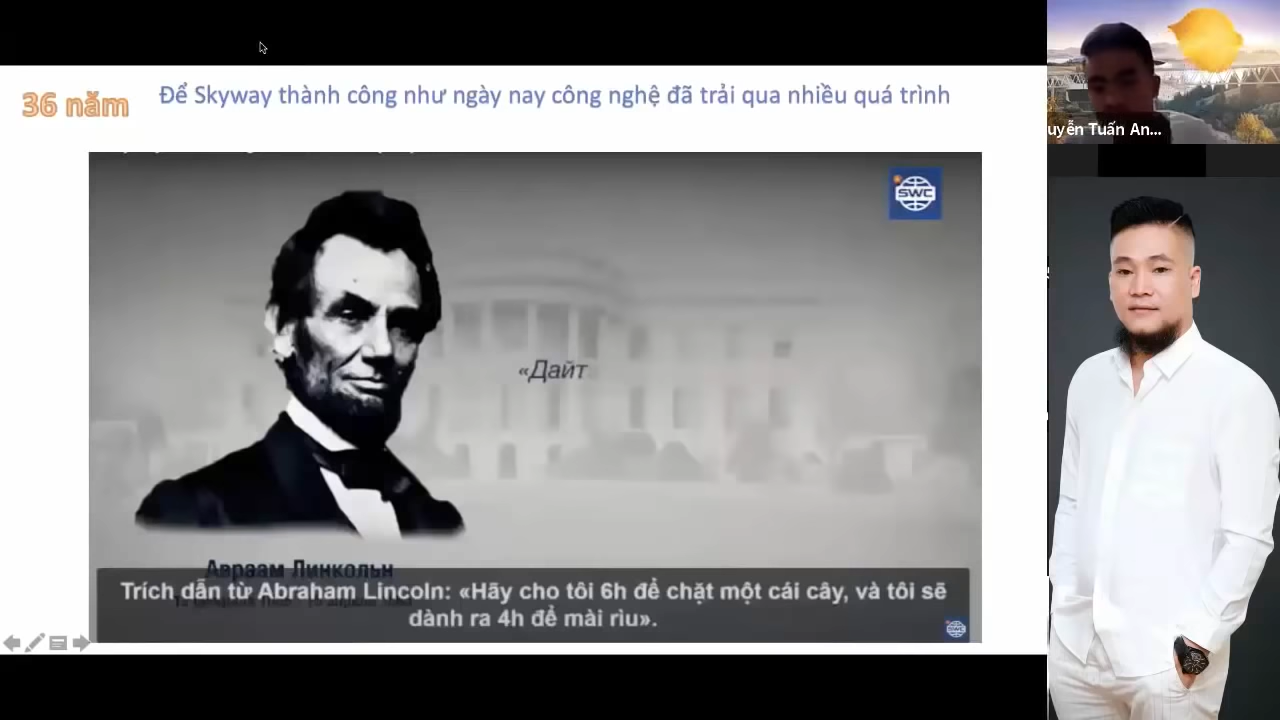 36 năm
Để Skyway thành công như ngày nay công nghệ đã trải qua nhiều quá trình
SWC
«Дайт
Авраам Линкольн
Trích dẫn từ Abraham Lincoln: «Hãy cho tôi 6h để chặt một cái cây, và tôi sẽ
dành ra 4h để mài rìu».
SWC
uyễn Tuấn An...